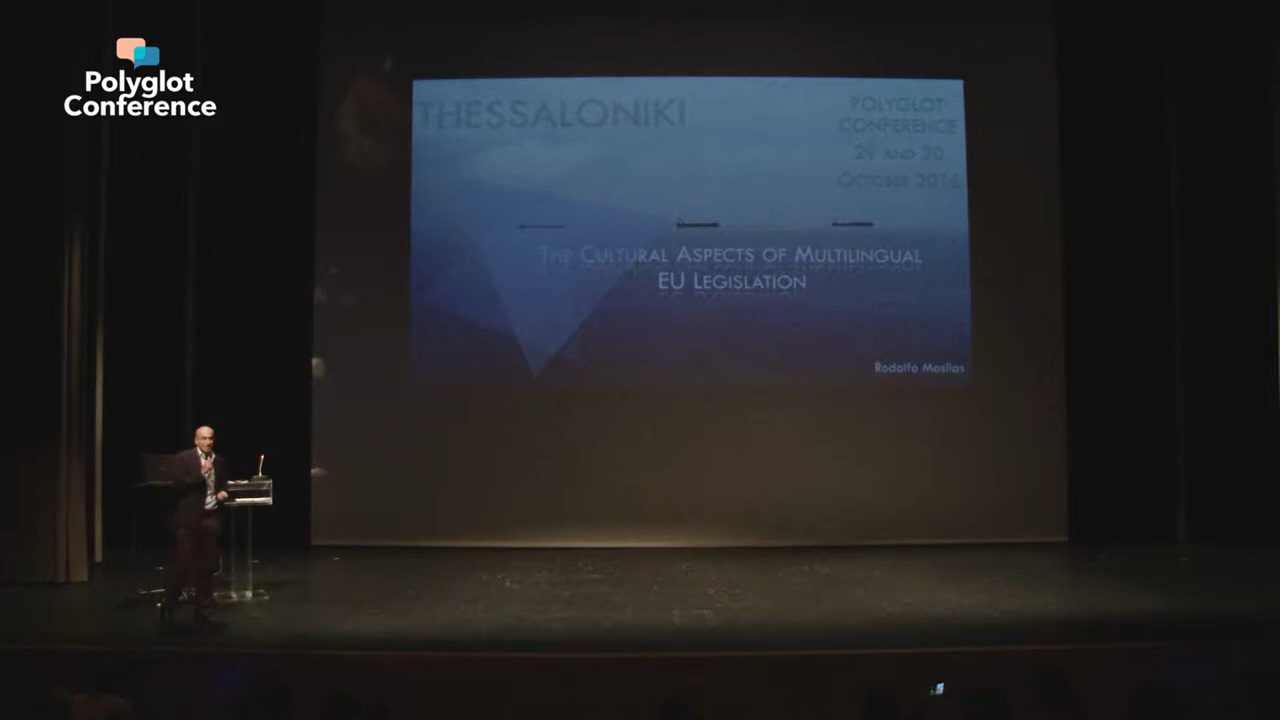 Polyglot
Conference
THESSALONIKI
POLYGLOT
CONFERENCE
29 AND 30
OCTOBER 2016
THE CULTURAL ASPECTS OF MULTILINGUAL
EU LEGISLATION
Rodolfo Maslias